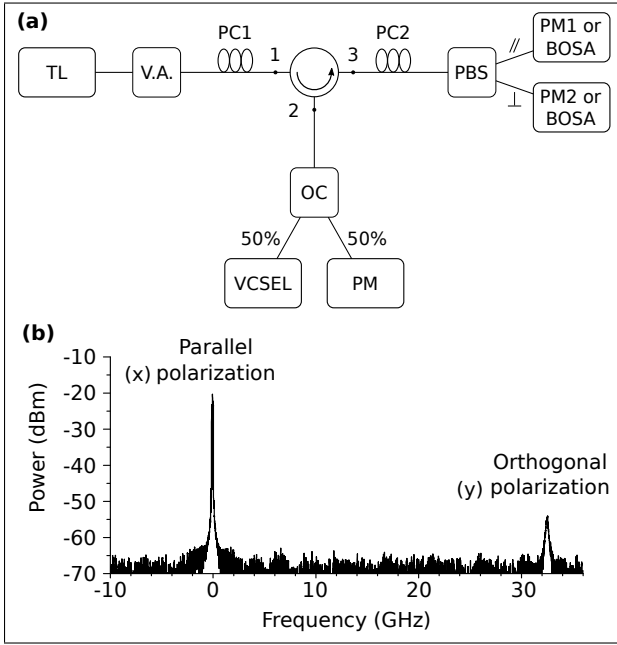 (a)
PC1
PC2
TL
V.A.
1
3
2
PBS
//
⊥
PM1 or
BOSA
PM2 or
BOSA
OC
50%
50%
VCSEL
PM
(b)
Parallel
(x) polarization
Orthogonal
(y) polarization
Power (dBm)
-10
-20
-30
-40
-50
-60
-70
-10
0
10
20
30
Frequency (GHz)